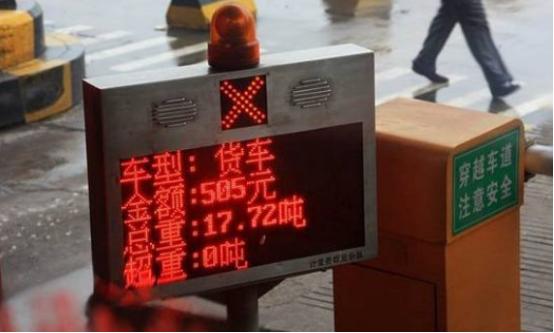 车型：货车
金额:505元
总重:17.72吨
超重:0吨
穿越车道
注意安全